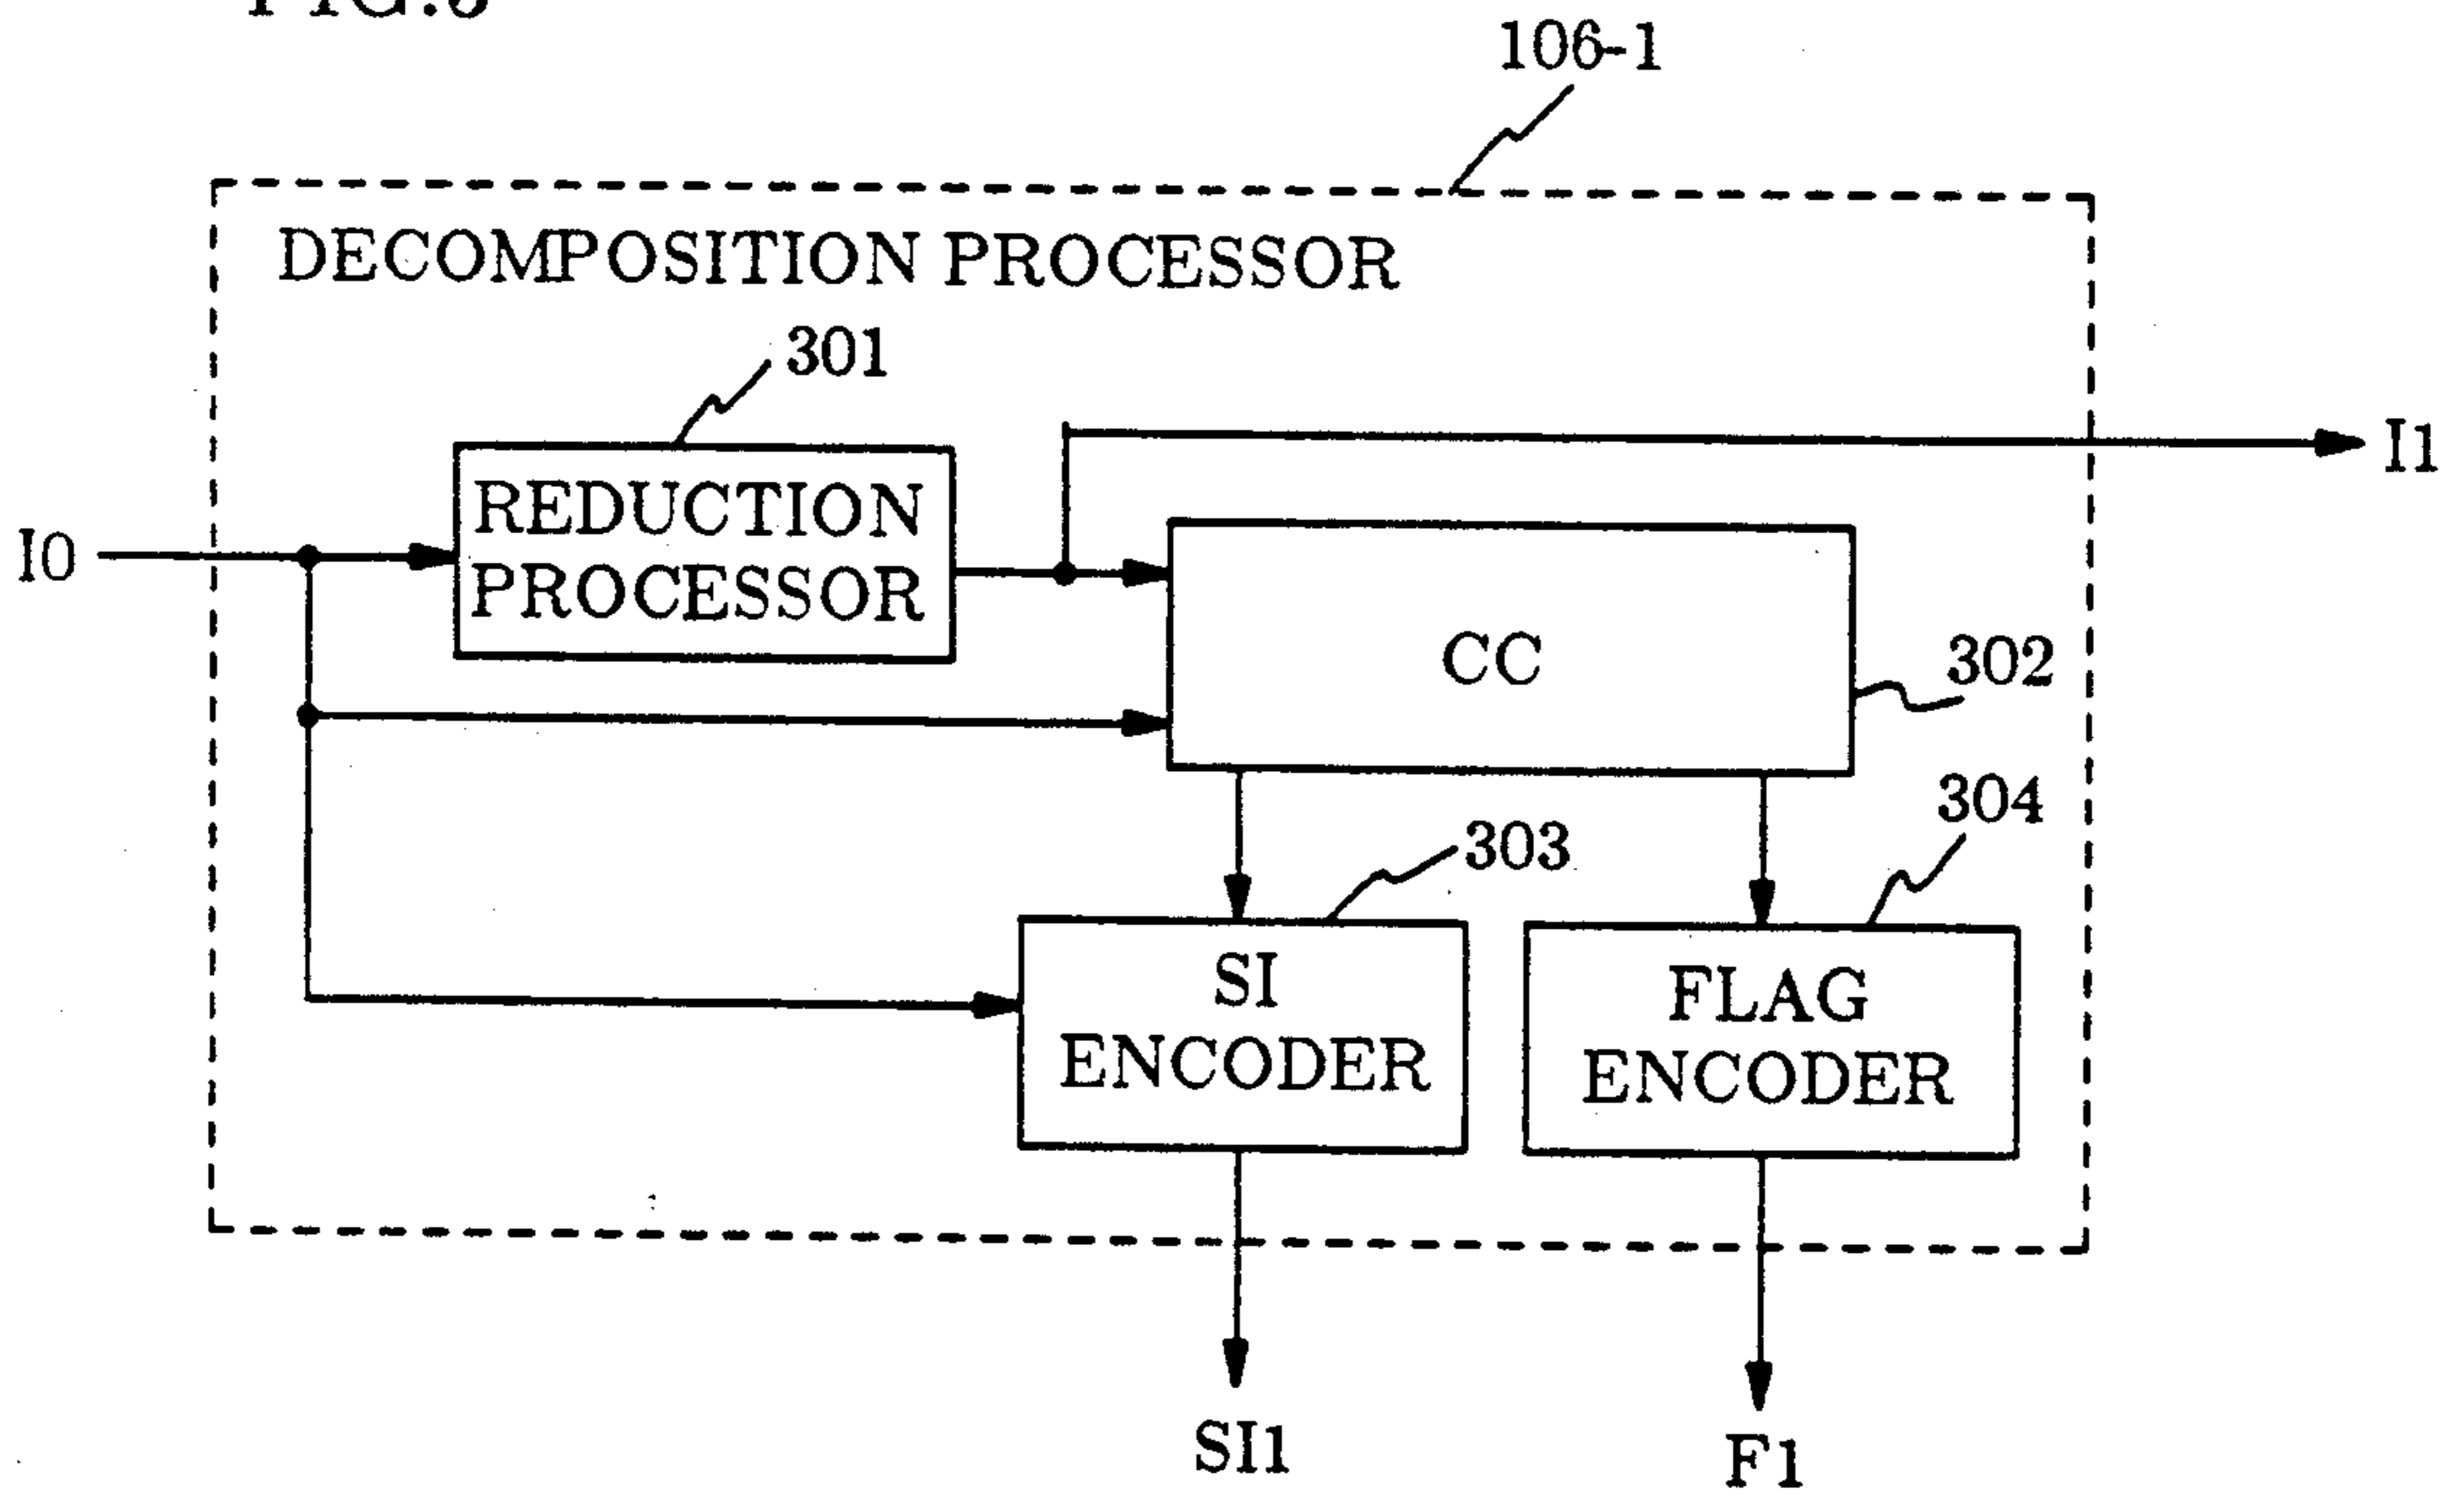 106-1
DECOMPOSITION PROCESSOR
301
I1
REDUCTION
PROCESSOR
I0
CC
302
304
303
SI
ENCODER
FLAG
ENCODER
SI1
F1